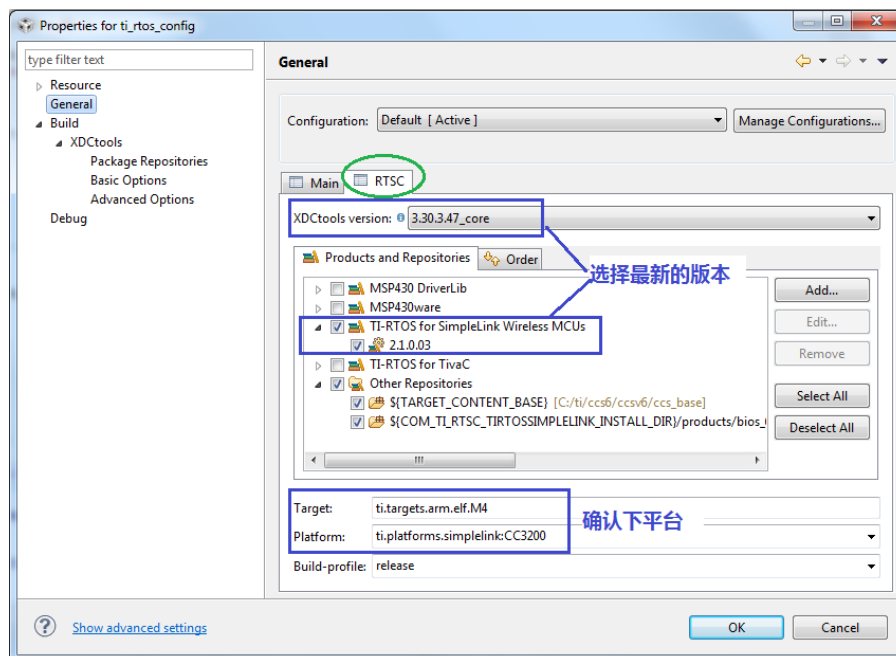 Properties for ti_rtos_config
type filter text
Resource
General
Build
XDCtools
Package Repositories
Basic Options
Advanced Options
Debug
General
Configuration:
Default [ Active ]
Manage Configurations...
Main
RTSC
XDCtools version:
3.30.3.47_core
Products and Repositories
Order
选择最新的版本
MSP430 DriverLib
MSP430ware
TI-RTOS for SimpleLink Wireless MCUs
2.1.0.03
TI-RTOS for TivaC
Other Repositories
${TARGET_CONTENT_BASE} [C:/ti/ccs6/ccsv6/ccs_base]
${COM_TI_RTSC_TIRTOSSIMPLELINK_INSTALL_DIR}/products/bios_
Add...
Edit...
Remove
Select All
Deselect All
Target:
ti.targets.arm.elf.M4
确认下平台
Platform:
ti.platforms.simplelink:CC3200
Build-profile:
release
Show advanced settings
OK
Cancel